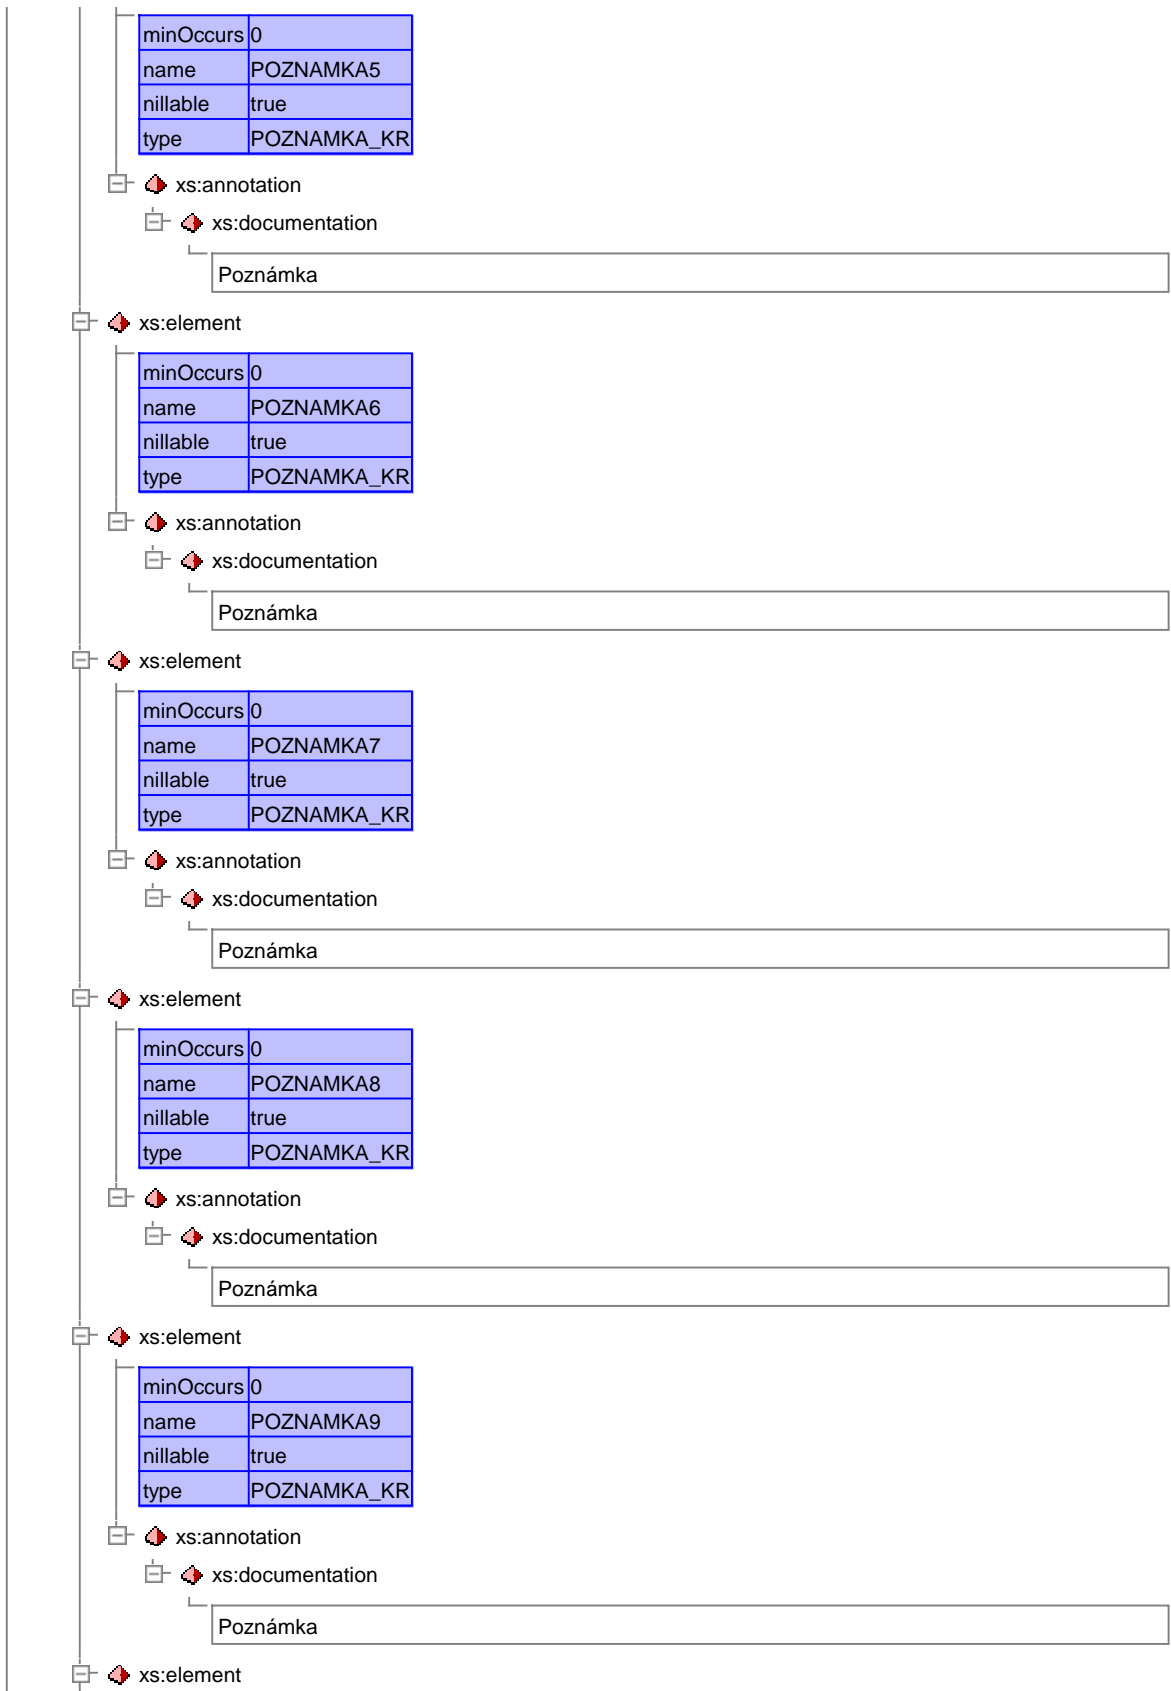 minOccurs 0
name POZNAMKA5
nillable true
type POZNAMKA_KR
xs:annotation
xs:documentation
Poznámka
xs:element
minOccurs 0
name POZNAMKA6
nillable true
type POZNAMKA_KR
xs:annotation
xs:documentation
Poznámka
xs:element
minOccurs 0
name POZNAMKA7
nillable true
type POZNAMKA_KR
xs:annotation
xs:documentation
Poznámka
xs:element
minOccurs 0
name POZNAMKA8
nillable true
type POZNAMKA_KR
xs:annotation
xs:documentation
Poznámka
xs:element
minOccurs 0
name POZNAMKA9
nillable true
type POZNAMKA_KR
xs:annotation
xs:documentation
Poznámka
xs:element